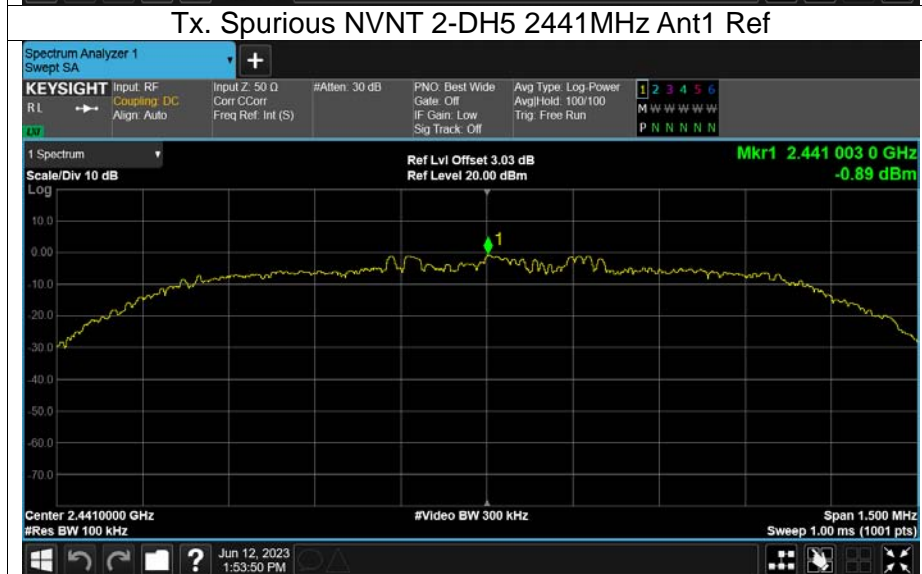 Tx. Spurious NVNT 2-DH5 2441MHz Ant1 Ref
Spectrum Analyzer 1
Swept SA
+
KEYSIGHT
R L
LXI
Input: RF
Coupling: DC
Align: Auto
Input Z: 50 Ω
Corr CCorr
Freq Ref: Int (S)
#Atten: 30 dB
PNO: Best Wide
Gate: Off
IF Gain: Low
Sig Track: Off
Avg Type: Log-Power
Avg|Hold: 100/100
Trig: Free Run
1 2 3 4 5 6
M W W W W W
P N N N N N
1 Spectrum
Scale/Div 10 dB
Log
Ref Lvl Offset 3.03 dB
Ref Level 20.00 dBm
Mkr1 2.441 003 0 GHz
-0.89 dBm
1
10.0
0.00
-10.0
-20.0
-30.0
-40.0
-50.0
-60.0
-70.0
Center 2.4410000 GHz
#Res BW 100 kHz
#Video BW 300 kHz
Span 1.500 MHz
Sweep 1.00 ms (1001 pts)
?
Jun 12, 2023
1:53:50 PM